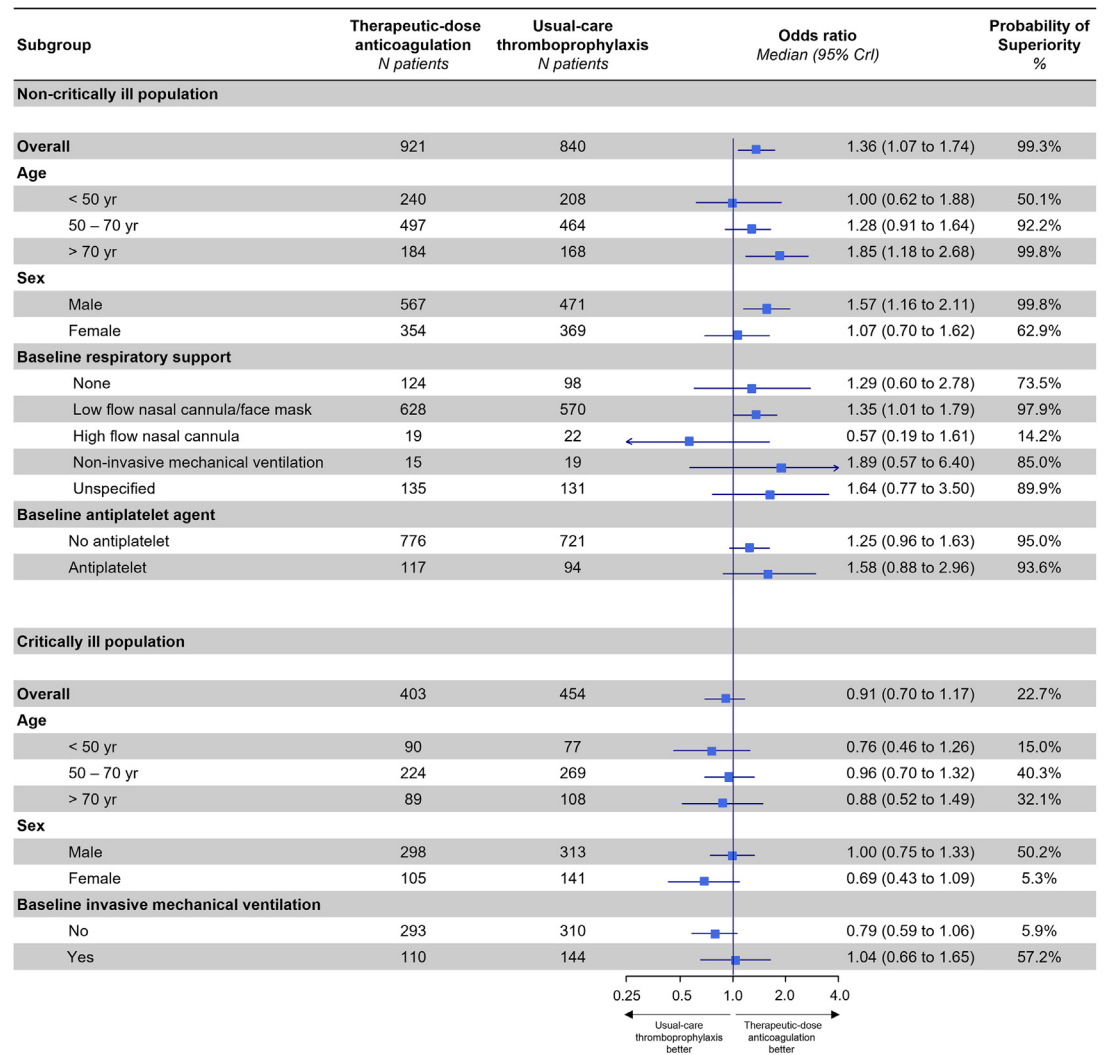 Subgroup Therapeutic-dose anticoagulation N patients Usual-care thromboprophylaxis N patients Odds ratio Median (95% CrI) Probability of Superiority %
Non-critically ill population
Overall 921 840 1.36 (1.07 to 1.74) 99.3%
Age
< 50 yr 240 208 1.00 (0.62 to 1.88) 50.1%
50 – 70 yr 497 464 1.28 (0.91 to 1.64) 92.2%
> 70 yr 184 168 1.85 (1.18 to 2.68) 99.8%
Sex
Male 567 471 1.57 (1.16 to 2.11) 99.8%
Female 354 369 1.07 (0.70 to 1.62) 62.9%
Baseline respiratory support
None 124 98 1.29 (0.60 to 2.78) 73.5%
Low flow nasal cannula/face mask 628 570 1.35 (1.01 to 1.79) 97.9%
High flow nasal cannula 19 22 0.57 (0.19 to 1.61) 14.2%
Non-invasive mechanical ventilation 15 19 1.89 (0.57 to 6.40) 85.0%
Unspecified 135 131 1.64 (0.77 to 3.50) 89.9%
Baseline antiplatelet agent
No antiplatelet 776 721 1.25 (0.96 to 1.63) 95.0%
Antiplatelet 117 94 1.58 (0.88 to 2.96) 93.6%
Critically ill population
Overall 403 454 0.91 (0.70 to 1.17) 22.7%
Age
< 50 yr 90 77 0.76 (0.46 to 1.26) 15.0%
50 – 70 yr 224 269 0.96 (0.70 to 1.32) 40.3%
> 70 yr 89 108 0.88 (0.52 to 1.49) 32.1%
Sex
Male 298 313 1.00 (0.75 to 1.33) 50.2%
Female 105 141 0.69 (0.43 to 1.09) 5.3%
Baseline invasive mechanical ventilation
No 293 310 0.79 (0.59 to 1.06) 5.9%
Yes 110 144 1.04 (0.66 to 1.65) 57.2%
0.25 0.5 1.0 2.0 4.0
Usual-care thromboprophylaxis better
Therapeutic-dose anticoagulation better